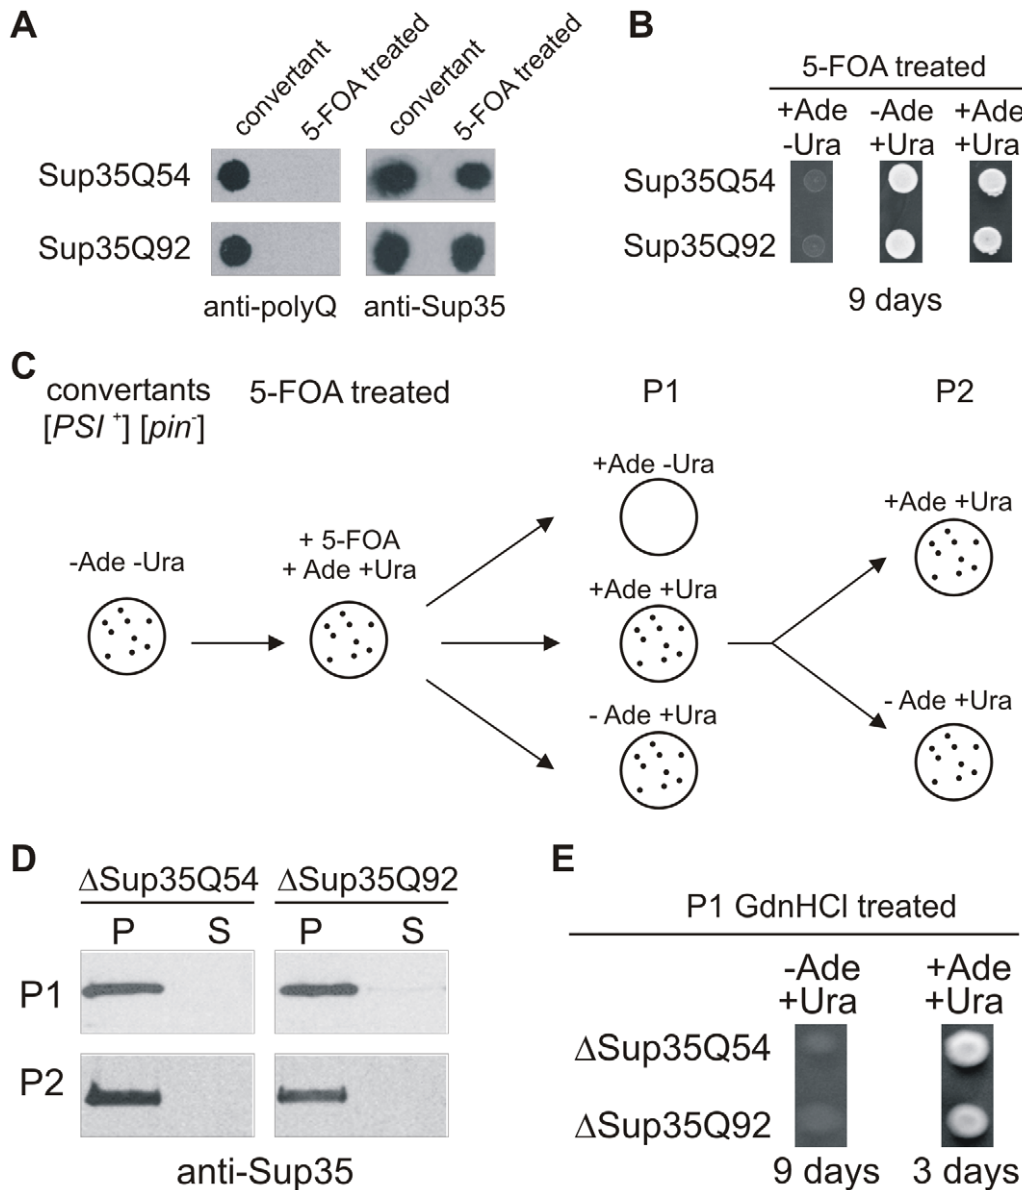 A
convertant
5-FOA treated
convertant
5-FOA treated
Sup35Q54
Sup35Q92
anti-polyQ
anti-Sup35
B
5-FOA treated
+Ade -Ade +Ade
-Ura +Ura +Ura
Sup35Q54
Sup35Q92
9 days
C
convertants 5-FOA treated P1 P2
[PSI +] [pin-]
-Ade -Ura
+ 5-FOA
+ Ade +Ura
+Ade -Ura
+Ade +Ura
- Ade +Ura
+Ade +Ura
- Ade +Ura
D
ΔSup35Q54 ΔSup35Q92
P S P S
P1
P2
anti-Sup35
E
P1 GdnHCl treated
-Ade +Ade
+Ura +Ura
ΔSup35Q54
ΔSup35Q92
9 days 3 days